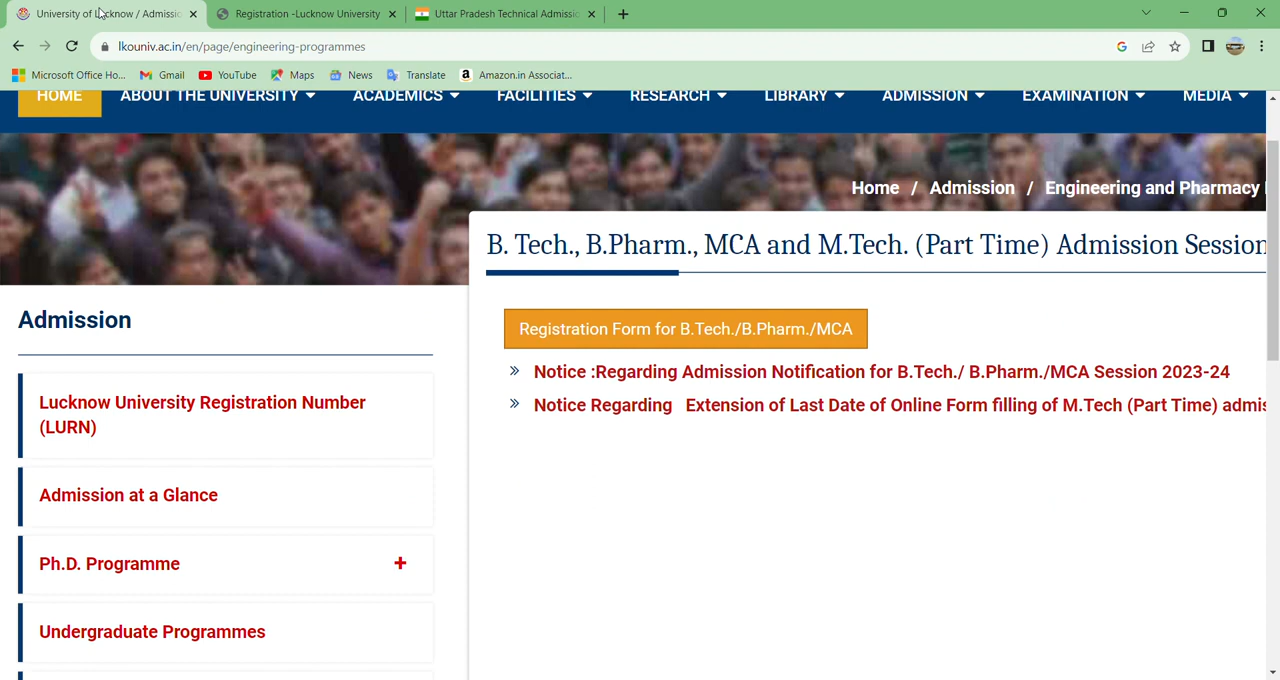 University of Lucknow / Admissio
Registration -Lucknow University
Uttar Pradesh Technical Admissio
lkouniv.ac.in/en/page/engineering-programmes
Microsoft Office Ho... Gmail YouTube Maps News Translate Amazon.in Associat...
HOME ABOUT THE UNIVERSITY ACADEMICS FACILITIES RESEARCH LIBRARY ADMISSION EXAMINATION MEDIA
Home / Admission / Engineering and Pharmacy
B. Tech., B.Pharm., MCA and M.Tech. (Part Time) Admission Session
Registration Form for B.Tech./B.Pharm./MCA
» Notice :Regarding Admission Notification for B.Tech./ B.Pharm./MCA Session 2023-24
» Notice Regarding Extension of Last Date of Online Form filling of M.Tech (Part Time) admis
Admission
Lucknow University Registration Number
(LURN)
Admission at a Glance
Ph.D. Programme +
Undergraduate Programmes